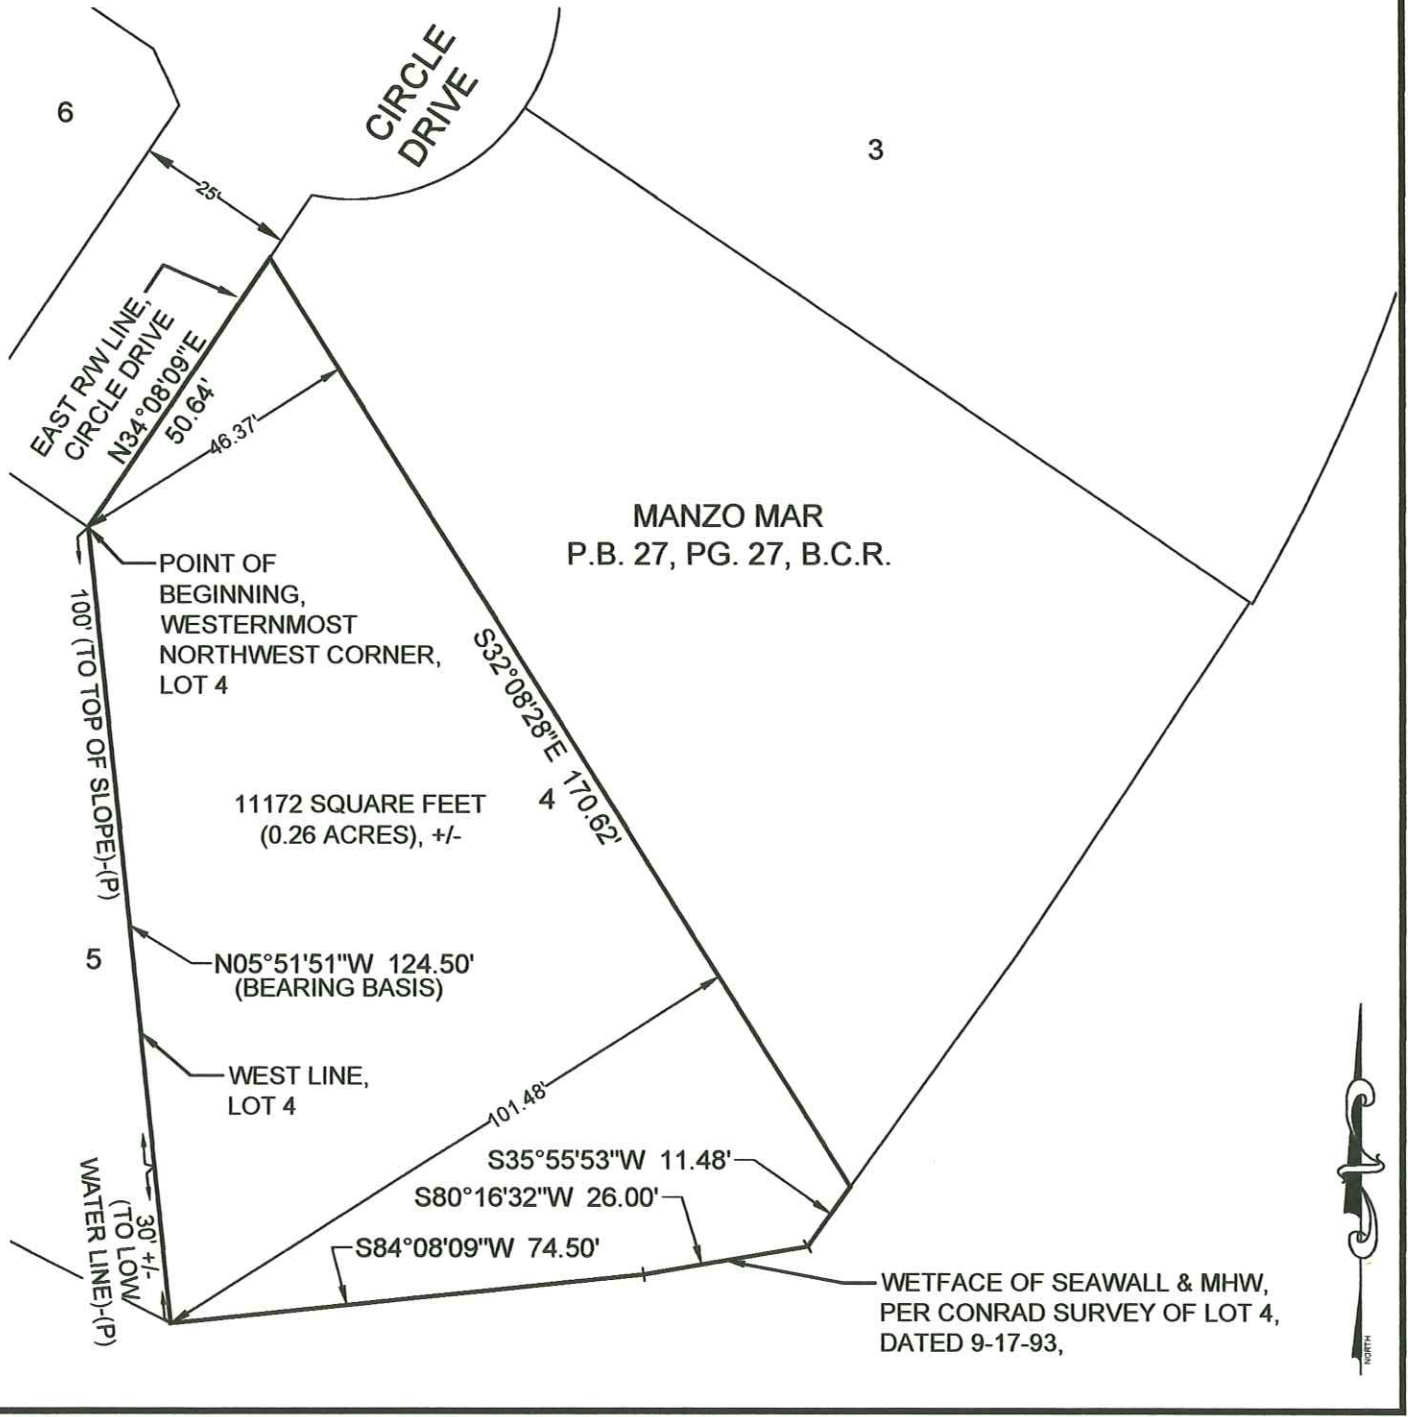 6
CIRCLE
DRIVE
3
25'
EAST R/W LINE,
CIRCLE DRIVE
N34°08'09"E
50.64'
46.37'
MANZO MAR
P.B. 27, PG. 27, B.C.R.
POINT OF
BEGINNING,
WESTERNMOST
NORTHWEST CORNER,
LOT 4
100' (TO TOP OF SLOPE)-(P)
S32°08'28"E 170.62'
11172 SQUARE FEET
(0.26 ACRES), +/-
4
5
N05°51'51"W 124.50'
(BEARING BASIS)
WEST LINE,
LOT 4
101.48'
S35°55'53"W 11.48'
S80°16'32"W 26.00'
S84°08'09"W 74.50'
30' +/-
(TO LOW
WATER LINE)-(P)
WETFACE OF SEAWALL & MHW,
PER CONRAD SURVEY OF LOT 4,
DATED 9-17-93,
NORTH